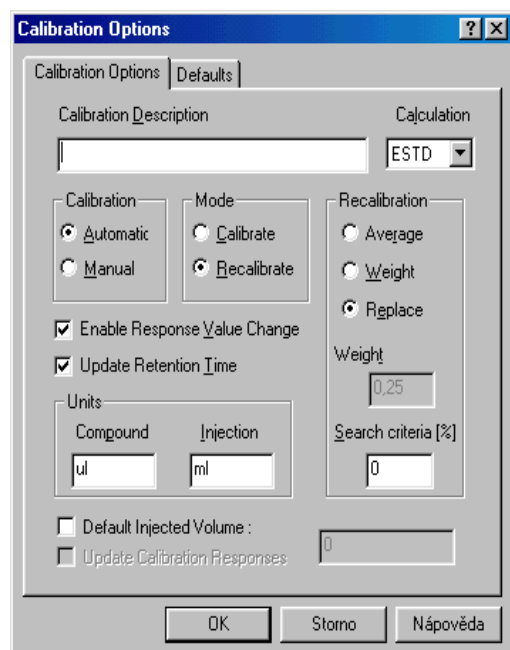 Calibration Options
Calibration Options Defaults
Calibration Description Calculation
ESTD
Calibration Mode Recalibration
Automatic Calibrate Average
Manual Recalibrate Weight
Replace
Enable Response Value Change
Update Retention Time Weight
0,25
Units
Compound Injection Search criteria [%]
ul ml 0
Default Injected Volume : 0
Update Calibration Responses
OK Storno Nápověda